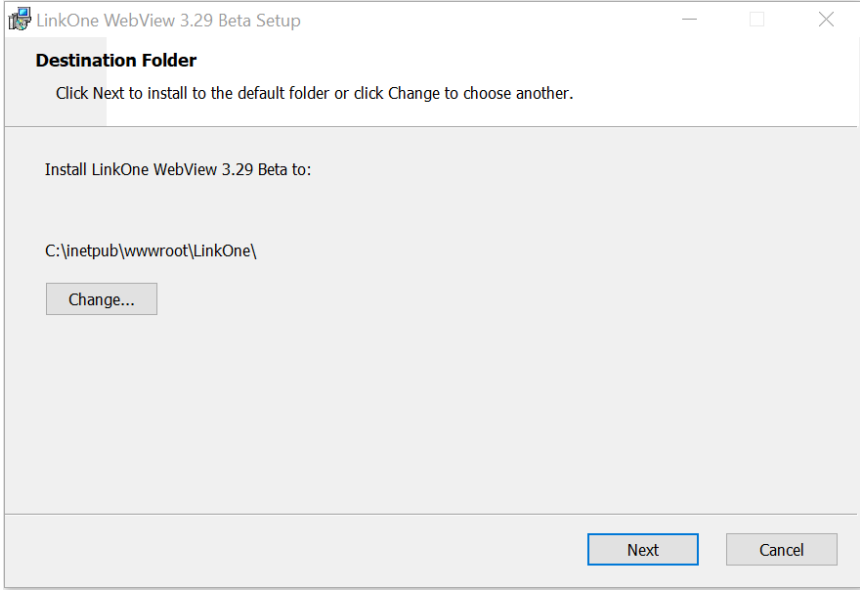 LinkOne WebView 3.29 Beta Setup
Destination Folder
Click Next to install to the default folder or click Change to choose another.
Install LinkOne WebView 3.29 Beta to:
C:\inetpub\wwwroot\LinkOne\
Change...
Next
Cancel